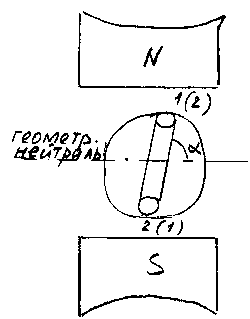 N
1(2)
геометр.
нейтраль
α
2(1)
S